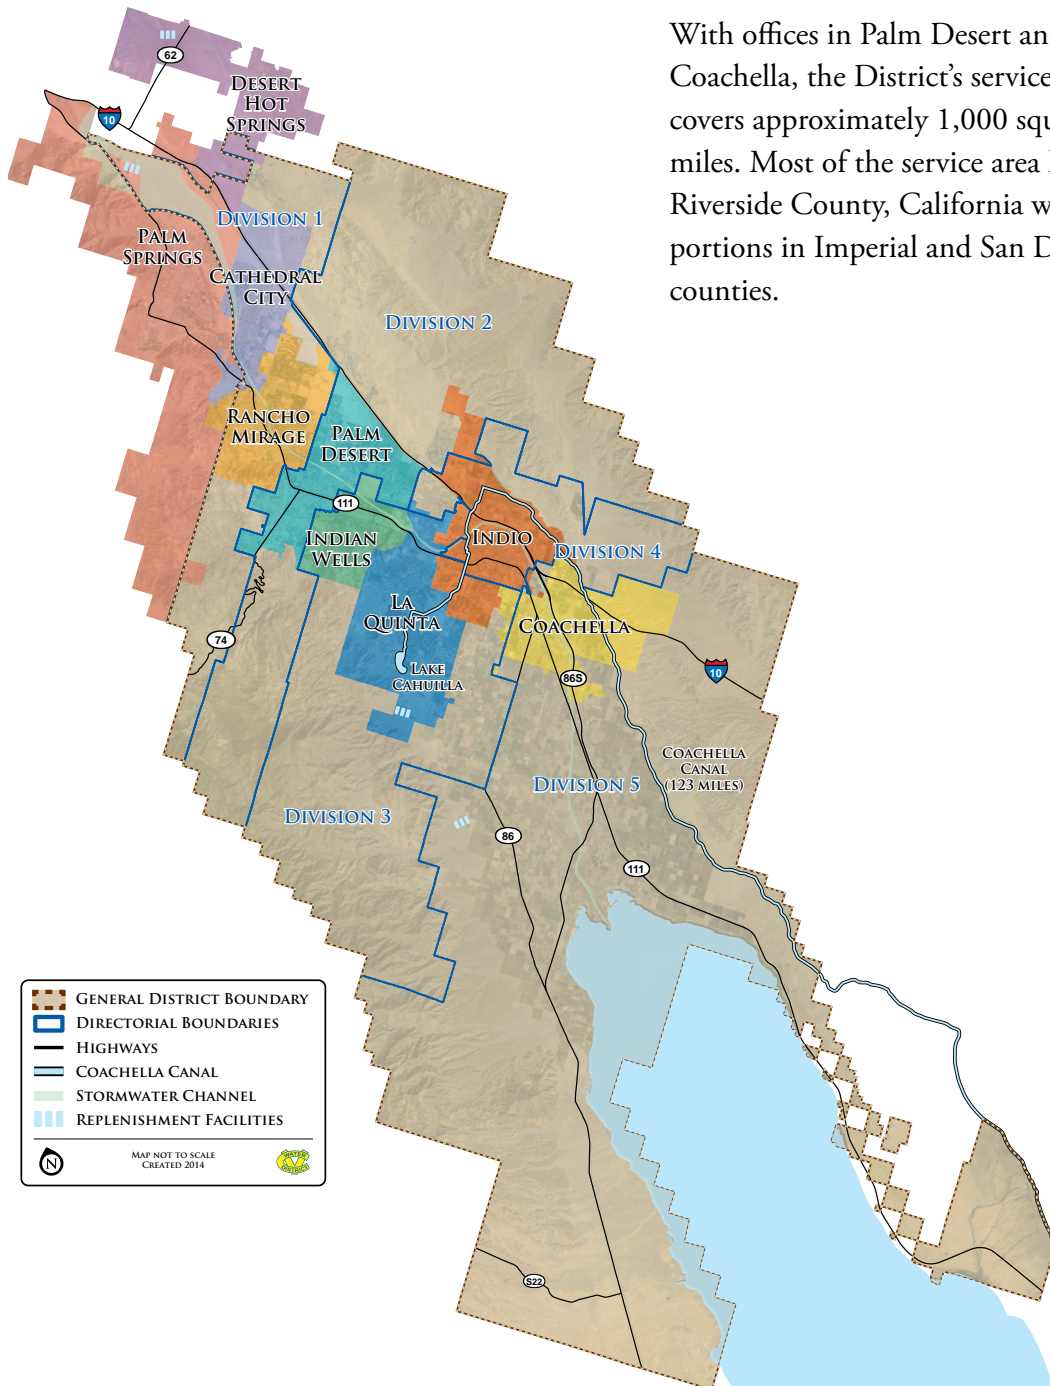 With offices in Palm Desert an
Coachella, the District's service
covers approximately 1,000 squ
miles. Most of the service area
Riverside County, California w
portions in Imperial and San D
counties.
62
10
DESERT
HOT
SPRINGS
DIVISION 1
PALM
SPRINGS
CATHEDRAL
CITY
DIVISION 2
RANCHO
MIRAGE
PALM
DESERT
111
INDIAN
WELLS
INDIO
DIVISION 4
LA
QUINTA
COACHELLA
74
LAKE
CAHUILLA
86S
10
COACHELLA
CANAL
(123 MILES)
DIVISION 5
DIVISION 3
86
111
GENERAL DISTRICT BOUNDARY
DIRECTORIAL BOUNDARIES
HIGHWAYS
COACHELLA CANAL
STORMWATER CHANNEL
REPLENISHMENT FACILITIES
N
MAP NOT TO SCALE
CREATED 2014
WATER
DISTRICT
S22